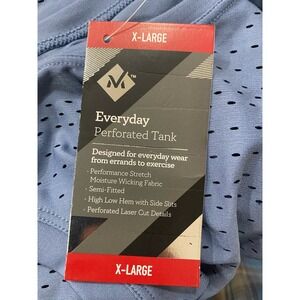 X-LARGE
M™
Everyday
Perforated Tank
Designed for everyday wear
from errands to exercise
· Performance Stretch
Moisture Wicking Fabric
· Semi-Fitted
· High Low Hem with Side Slits
· Perforated Laser Cut Details
X-LARGE